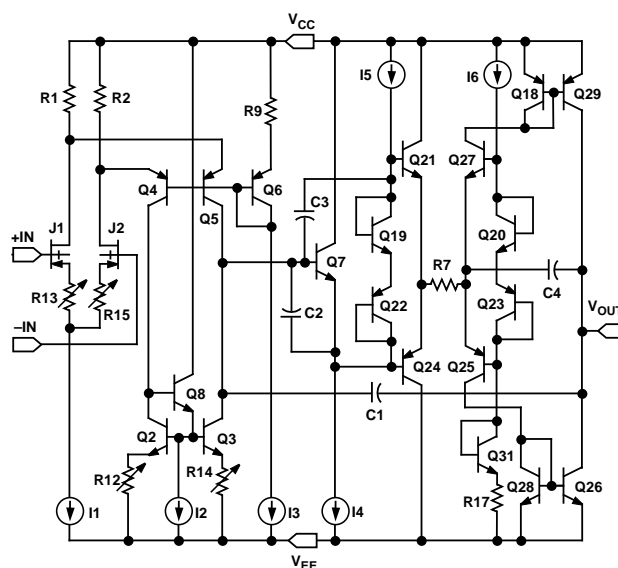 VCC
R1
R2
R9
I5
I6
Q18
Q29
Q21
Q27
Q4
Q5
Q6
C3
J1
J2
+IN
Q7
Q19
Q20
R7
C4
R13
R15
C2
Q22
Q23
VOUT
–IN
Q24
Q25
Q8
C1
Q2
Q3
Q31
R12
R14
R17
Q28
Q26
I1
I2
I3
I4
VEE